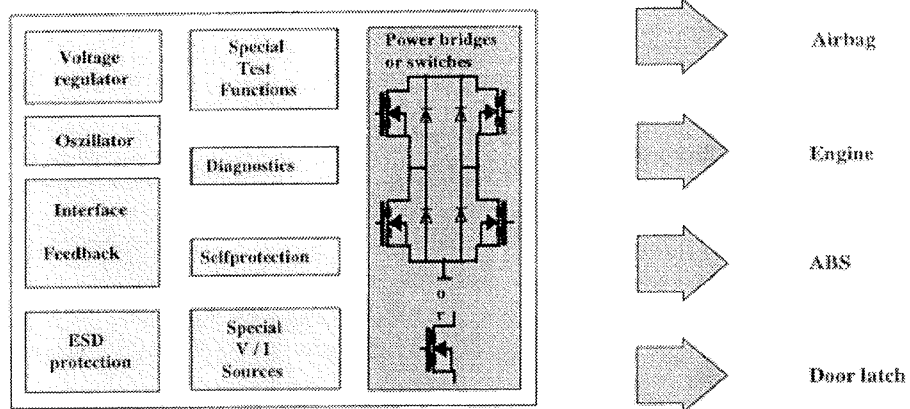 Voltage
regulator
Oszillator
Interface
Feedback
ESD
protection
Special
Test
Functions
Diagnostics
Selfprotection
Special
V / I
Sources
Power bridges
or switches
o
r
Airbag
Engine
ABS
Door latch